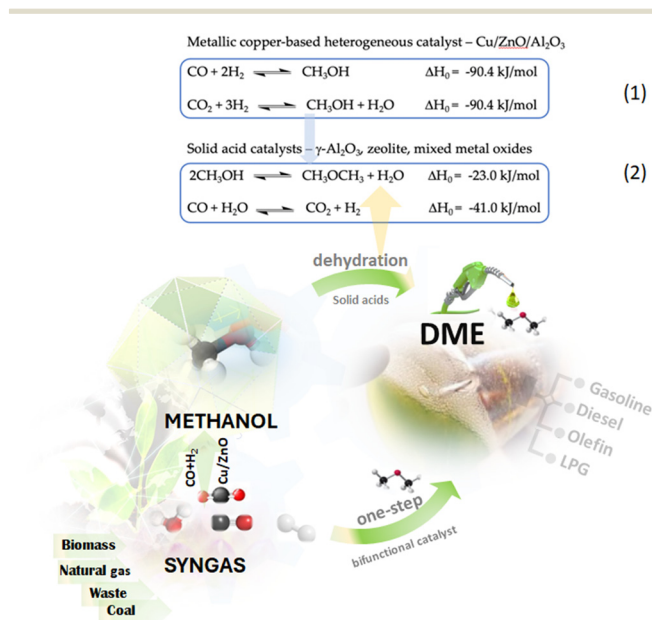 Metallic copper-based heterogeneous catalyst – Cu/ZnO/Al₂O₃
CO + 2H₂ ⇌ CH₃OH ΔH₀ = -90.4 kJ/mol
(1)
CO₂ + 3H₂ ⇌ CH₃OH + H₂O ΔH₀ = -90.4 kJ/mol
Solid acid catalysts – γ-Al₂O₃, zeolite, mixed metal oxides
2CH₃OH ⇌ CH₃OCH₃ + H₂O ΔH₀ = -23.0 kJ/mol
(2)
CO + H₂O ⇌ CO₂ + H₂ ΔH₀ = -41.0 kJ/mol
dehydration
Solid acids
DME
Gasoline
Diesel
Olefin
LPG
METHANOL
CO+H₂
Cu/ZnO
one-step
bifunctional catalyst
SYNGAS
Biomass
Natural gas
Waste
Coal